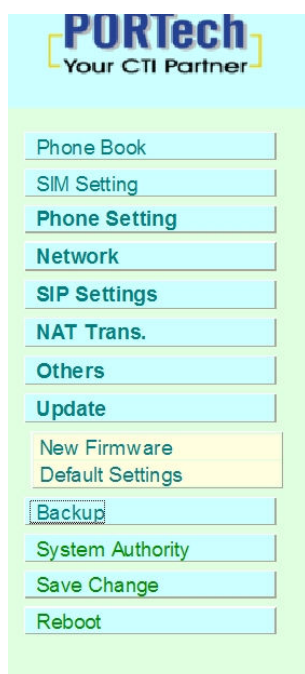 PORTech
Your CTI Partner
Phone Book
SIM Setting
Phone Setting
Network
SIP Settings
NAT Trans.
Others
Update
New Firmware
Default Settings
Backup
System Authority
Save Change
Reboot